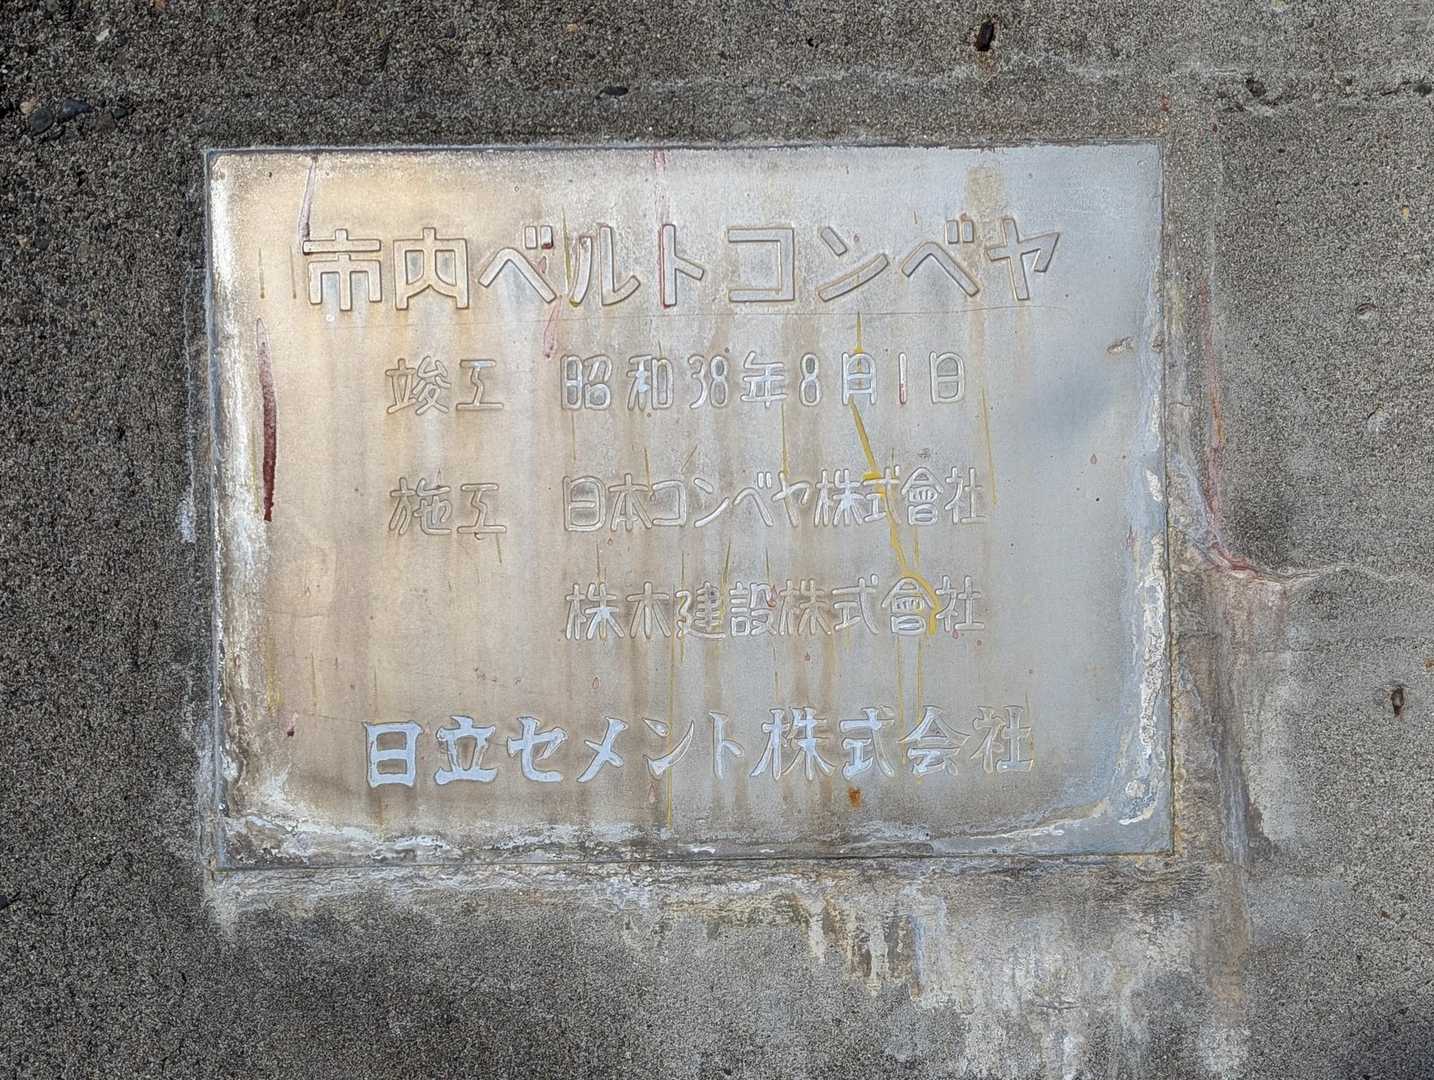 市内ベルトコンベヤ
竣工 昭和38年8月1日
施工 日本コンベヤ株式會社
株木建設株式會社
日立セメント株式会社